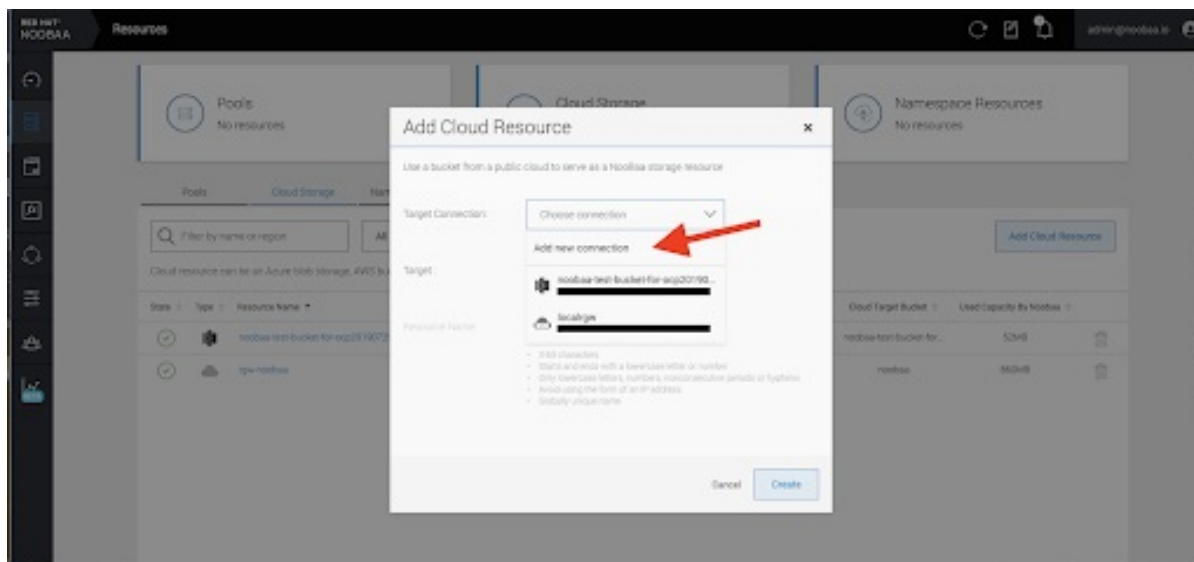 RED HAT
NOOBAA
Resources
admin@noobaa.io
Pools
No resources
Cloud Storage
Namespace Resources
No resources
Add Cloud Resource
Use a bucket from a public cloud to serve as a NooBaa storage resource
Pools
Cloud Storage
Target Connection:
Choose connection
Filter by name or region
All
Add new connection
Add Cloud Resource
Cloud resource can be an Azure blob storage, AWS
Target
noobaa-test-bucket-for-ocp20190...
localrgw
State
Type
Resource Name
Resource Name
Cloud Target Bucket
Used Capacity By Noobaa
noobaa-test-bucket-for-ocp2019072
noobaa-test-bucket-for...
52MB
rgw-noobaa
noobaa
3-63 characters
Starts and ends with a lowercase letter or number
Only lowercase letters, numbers, nonconsecutive periods or hyphens
Avoid using the form of an IP address
Globally unique name
Cancel
Create
BETA